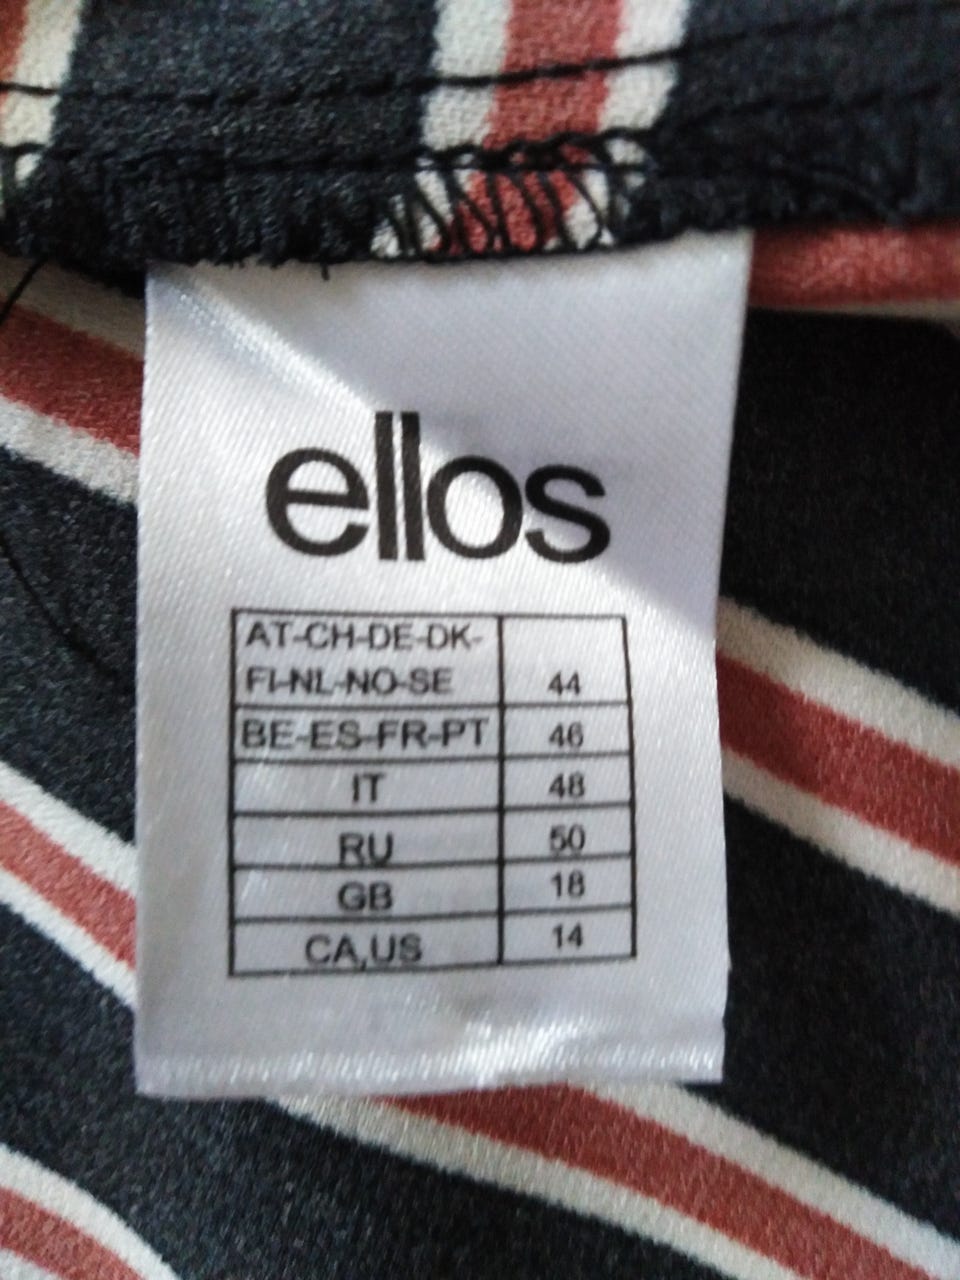 ellos
AT-CH-DE-DK-
FI-NL-NO-SE 44
BE-ES-FR-PT 46
IT 48
RU 50
GB 18
CA,US 14